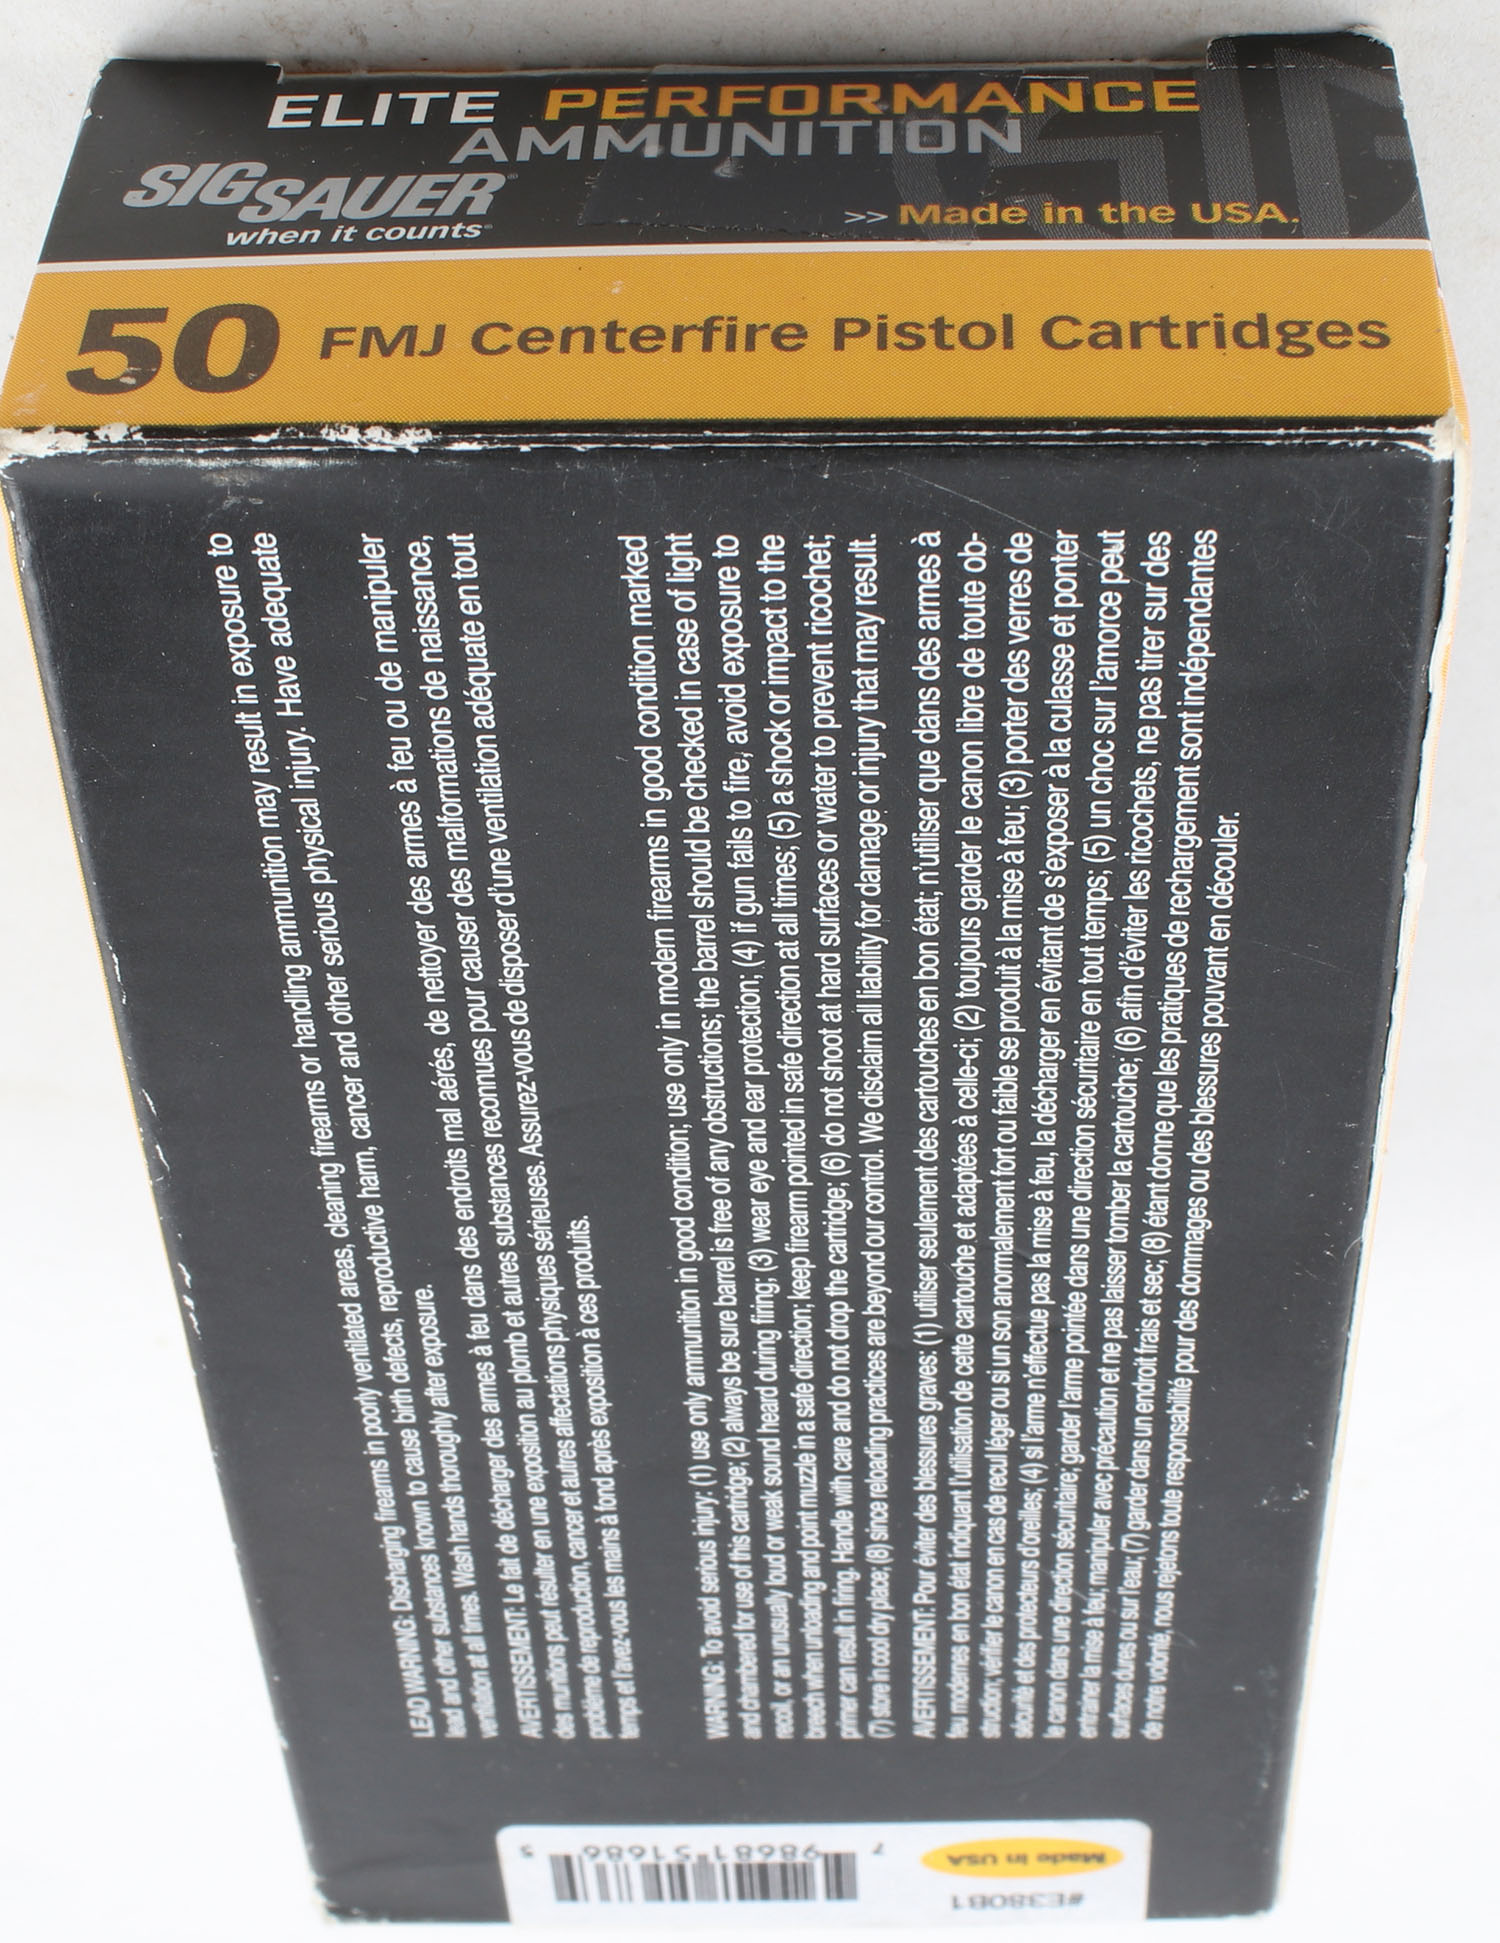 ELITE PERFORMANCE
AMMUNITION
SIG SAUER®
when it counts®
>> Made in the USA.
50 FMJ Centerfire Pistol Cartridges
LEAD WARNING: Discharging firearms in poorly ventilated areas, cleaning firearms or handling ammunition may result in exposure to
lead and other substances known to cause birth defects, reproductive harm, cancer and other serious physical injury. Have adequate
ventilation at all times. Wash hands thoroughly after exposure.
AVERTISSEMENT: Le fait de décharger des armes à feu dans des endroits mal aérés, de nettoyer des armes à feu ou de manipuler
des munitions peut résulter en une exposition au plomb et autres substances reconnues pour causer des malformations de naissance,
problème de reproduction, cancer et autres affectations physiques sérieuses. Assurez-vous de disposer d'une ventilation adéquate en tout
temps et l'avez-vous les mains à fond après exposition à ces produits.
WARNING: To avoid serious injury: (1) use only ammunition in good condition; use only in modern firearms in good condition marked
and chambered for use of this cartridge; (2) always be sure barrel is free of any obstructions; the barrel should be checked in case of light
recoil, or an unusually loud or weak sound heard during firing; (3) wear eye and ear protection; (4) if gun fails to fire, avoid exposure to
breech when unloading and point muzzle in a safe direction; keep firearm pointed in safe direction at all times; (5) a shock or impact to the
primer can result in firing. Handle with care and do not drop the cartridge; (6) do not shoot at hard surfaces or water to prevent ricochet;
(7) store in cool dry place; (8) since reloading practices are beyond our control. We disclaim all liability for damage or injury that may result.
AVERTISSEMENT: Pour éviter des blessures graves: (1) utiliser seulement des cartouches en bon état; n'utiliser que dans des armes à
feu modernes en bon état indiquant l'utilisation de cette cartouche et adaptées à celle-ci; (2) toujours garder le canon libre de toute ob-
struction; vérifier le canon en cas de recul léger ou si un son anormalement fort ou faible se produit à la mise à feu; (3) porter des verres de
sécurité et des protecteurs d'oreilles; (4) si l'arme n'effectue pas la mise à feu, la décharger en évitant de s'exposer à la culasse et porter
le canon dans une direction sécuritaire; garder l'arme pointée dans une direction sécuritaire en tout temps; (5) un choc sur l'amorce peut
entraîner la mise à feu, manipuler avec précaution et ne pas laisser tomber la cartouche; (6) afin d'éviter les ricochets, ne pas tirer sur des
surfaces dures ou sur l'eau; (7) garder dans un endroit frais et sec; (8) étant donne que les pratiques de rechargement sont indépendantes
de notre volonté, nous rejetons toute responsabilité pour des dommages ou des blessures pouvant en découler.
#E380B1
Made in USA
7 98681 51686 5